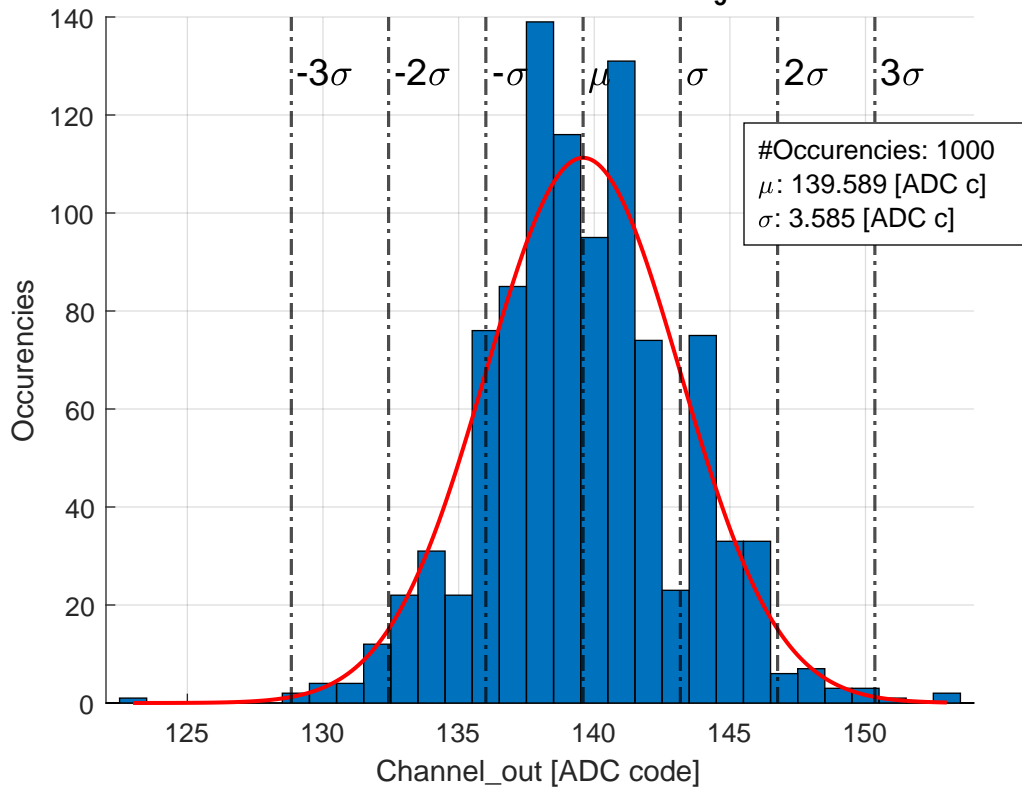 -3σ -2σ -σ μ σ 2σ 3σ
#Occurencies: 1000
μ: 139.589 [ADC c]
σ: 3.585 [ADC c]
Occurencies
140
120
100
80
60
40
20
0
125 130 135 140 145 150
Channel_out [ADC code]